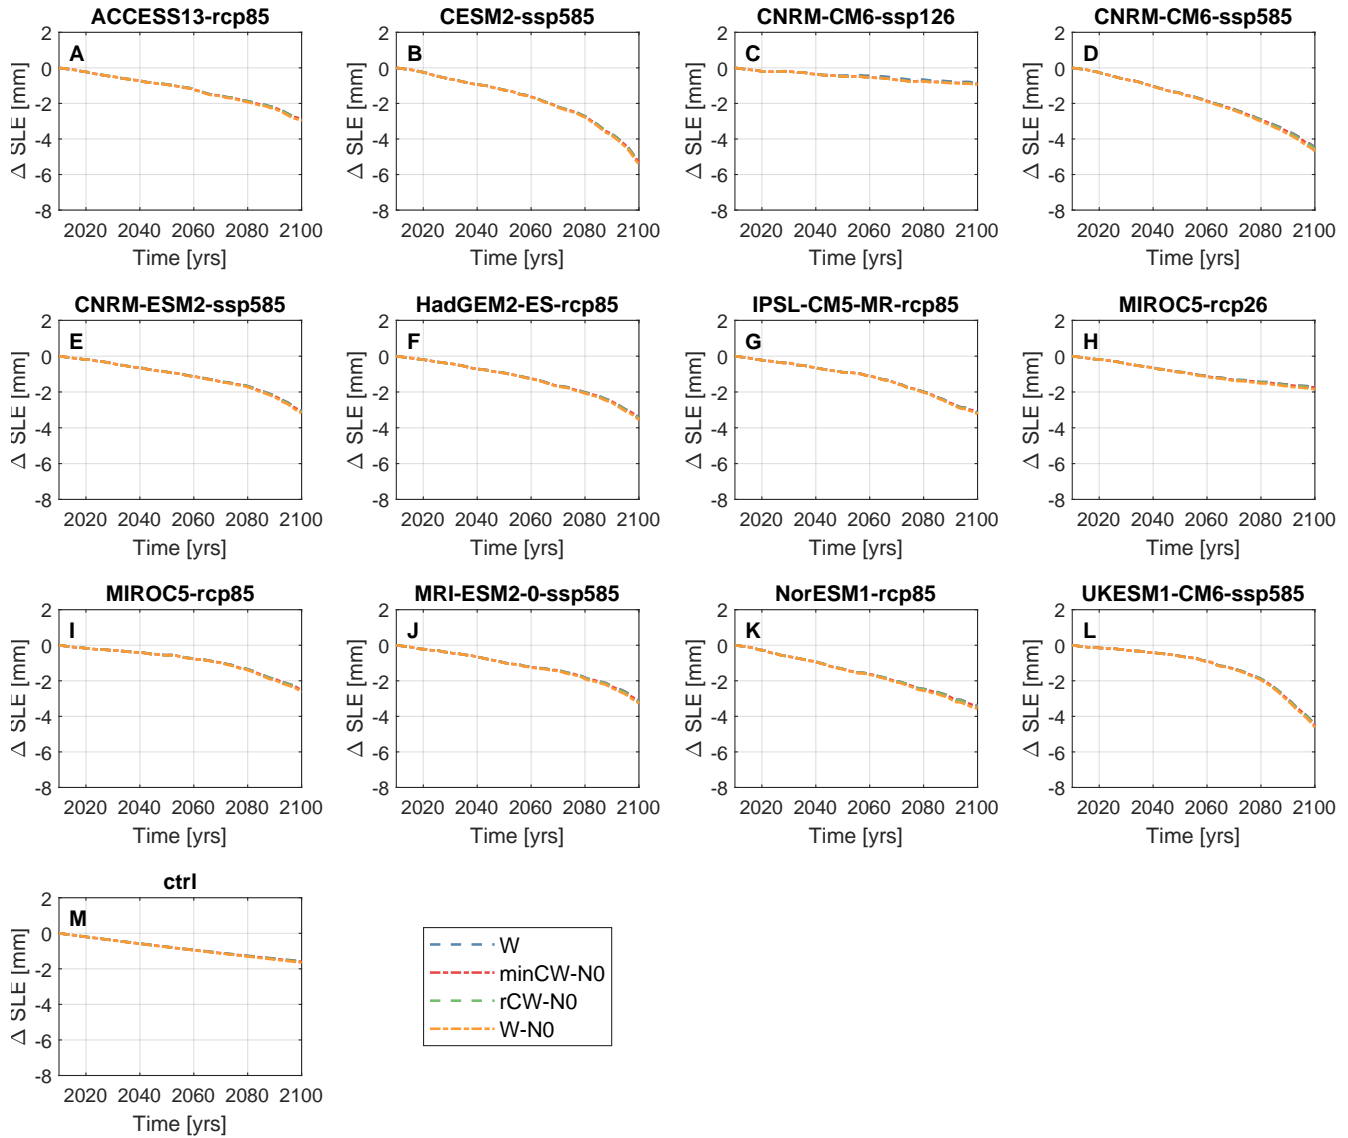 ACCESS13-rcp85
A
2
0
-2
-4
-6
-8
Δ SLE [mm]
2020 2040 2060 2080 2100
Time [yrs]
CESM2-ssp585
B
2
0
-2
-4
-6
-8
Δ SLE [mm]
2020 2040 2060 2080 2100
Time [yrs]
CNRM-CM6-ssp126
C
2
0
-2
-4
-6
-8
Δ SLE [mm]
2020 2040 2060 2080 2100
Time [yrs]
CNRM-CM6-ssp585
D
2
0
-2
-4
-6
-8
Δ SLE [mm]
2020 2040 2060 2080 2100
Time [yrs]
CNRM-ESM2-ssp585
E
2
0
-2
-4
-6
-8
Δ SLE [mm]
2020 2040 2060 2080 2100
Time [yrs]
HadGEM2-ES-rcp85
F
2
0
-2
-4
-6
-8
Δ SLE [mm]
2020 2040 2060 2080 2100
Time [yrs]
IPSL-CM5-MR-rcp85
G
2
0
-2
-4
-6
-8
Δ SLE [mm]
2020 2040 2060 2080 2100
Time [yrs]
MIROC5-rcp26
H
2
0
-2
-4
-6
-8
Δ SLE [mm]
2020 2040 2060 2080 2100
Time [yrs]
MIROC5-rcp85
I
2
0
-2
-4
-6
-8
Δ SLE [mm]
2020 2040 2060 2080 2100
Time [yrs]
MRI-ESM2-0-ssp585
J
2
0
-2
-4
-6
-8
Δ SLE [mm]
2020 2040 2060 2080 2100
Time [yrs]
NorESM1-rcp85
K
2
0
-2
-4
-6
-8
Δ SLE [mm]
2020 2040 2060 2080 2100
Time [yrs]
UKESM1-CM6-ssp585
L
2
0
-2
-4
-6
-8
Δ SLE [mm]
2020 2040 2060 2080 2100
Time [yrs]
ctrl
M
2
0
-2
-4
-6
-8
Δ SLE [mm]
2020 2040 2060 2080 2100
Time [yrs]
W
minCW-N0
rCW-N0
W-N0